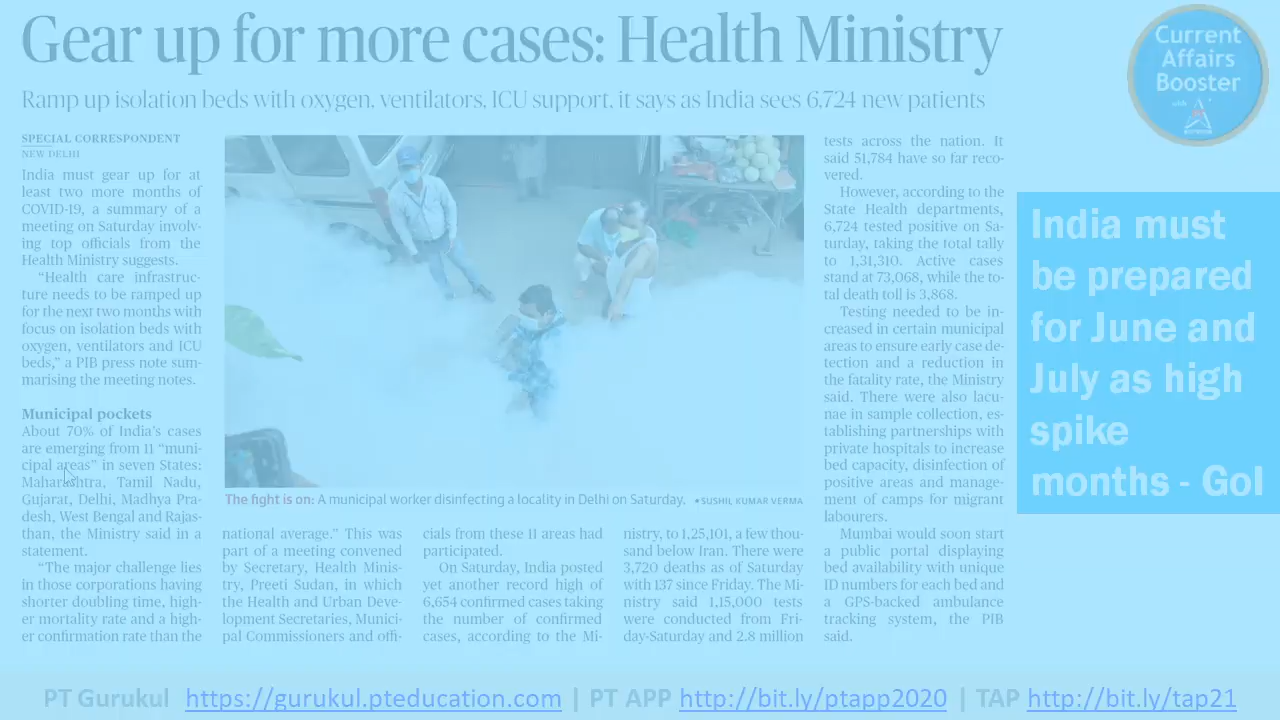 Gear up for more cases: Health Ministry
Ramp up isolation beds with oxygen, ventilators, ICU support, it says as India sees 6,724 new patients
SPECIAL CORRESPONDENT
NEW DELHI
India must gear up for at
least two more months of
COVID-19, a summary of a
meeting on Saturday involv-
ing top officials from the
Health Ministry suggests.
“Health care infrastruc-
ture needs to be ramped up
for the next two months with
focus on isolation beds with
oxygen, ventilators and ICU
beds,” a PIB press note sum-
marising the meeting notes.
Municipal pockets
About 70% of India’s cases
are emerging from 11 “muni-
cipal areas” in seven States:
Maharashtra, Tamil Nadu,
Gujarat, Delhi, Madhya Pra-
desh, West Bengal and Rajas-
than, the Ministry said in a
statement.
“The major challenge lies
in those corporations having
shorter doubling time, high-
er mortality rate and a high-
er confirmation rate than the
The fight is on: A municipal worker disinfecting a locality in Delhi on Saturday. •SUSHIL KUMAR VERMA
national average.” This was
part of a meeting convened
by Secretary, Health Minis-
try, Preeti Sudan, in which
the Health and Urban Deve-
lopment Secretaries, Munici-
pal Commissioners and offi-
cials from these 11 areas had
participated.
On Saturday, India posted
yet another record high of
6,654 confirmed cases taking
the number of confirmed
cases, according to the Mi-
nistry, to 1,25,101, a few thou-
sand below Iran. There were
3,720 deaths as of Saturday
with 137 since Friday. The Mi-
nistry said 1,15,000 tests
were conducted from Fri-
day-Saturday and 2.8 million
tests across the nation. It
said 51,784 have so far reco-
vered.
However, according to the
State Health departments,
6,724 tested positive on Sa-
turday, taking the total tally
to 1,31,310. Active cases
stand at 73,068, while the to-
tal death toll is 3,868.
Testing needed to be in-
creased in certain municipal
areas to ensure early case de-
tection and a reduction in
the fatality rate, the Ministry
said. There were also lacu-
nae in sample collection, es-
tablishing partnerships with
private hospitals to increase
bed capacity, disinfection of
positive areas and manage-
ment of camps for migrant
labourers.
Mumbai would soon start
a public portal displaying
bed availability with unique
ID numbers for each bed and
a GPS-backed ambulance
tracking system, the PIB
said.
Current
Affairs
Booster
with
India must
be prepared
for June and
July as high
spike
months - GoI
PT Gurukul https://gurukul.pteducation.com | PT APP http://bit.ly/ptapp2020 | TAP http://bit.ly/tap21